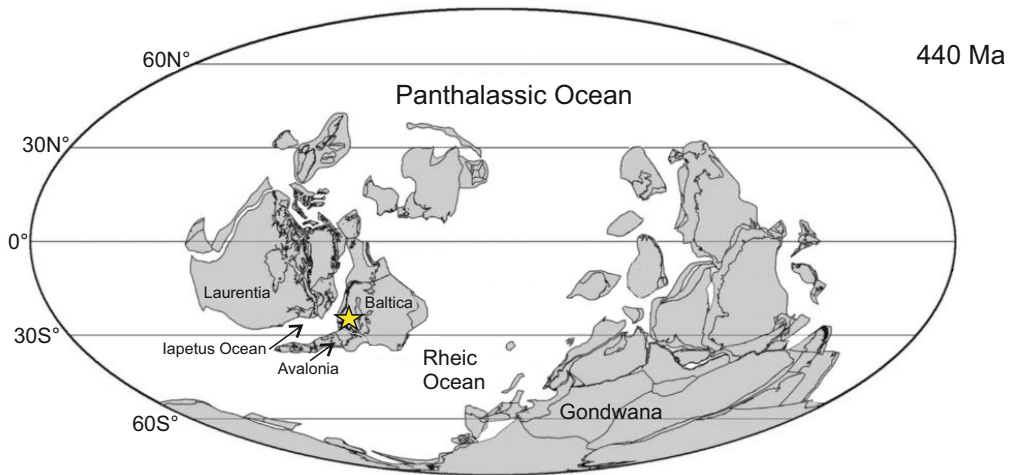 60N°
440 Ma
Panthalassic Ocean
30N°
0°
Laurentia
Baltica
30S°
Iapetus Ocean
Avalonia
Rheic
Ocean
Gondwana
60S°